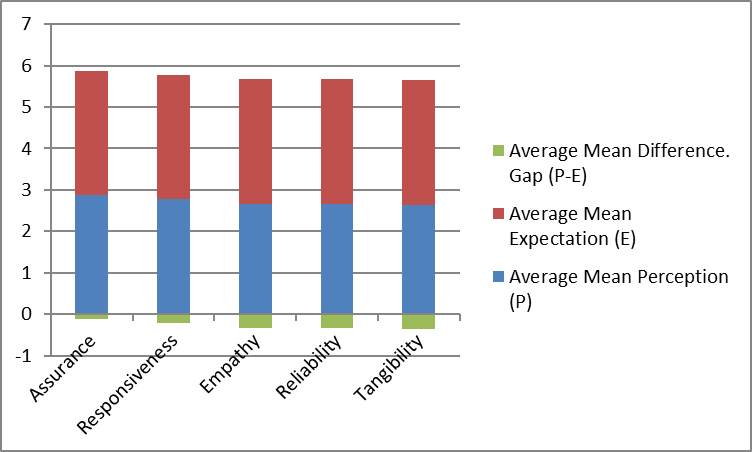 7
6
5
4
3
2
1
0
-1
Assurance
Responsiveness
Empathy
Reliability
Tangibility
Average Mean Difference.
Gap (P-E)
Average Mean
Expectation (E)
Average Mean Perception
(P)